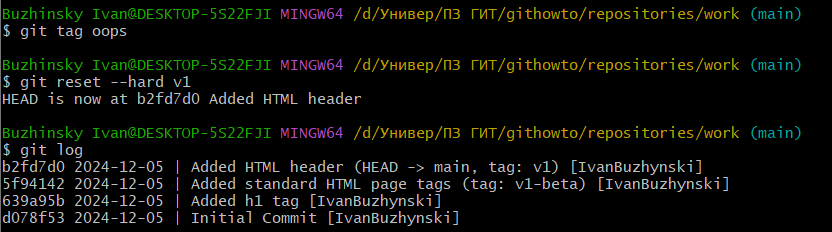 Buzhinsky Ivan@DESKTOP-5S22FJI MINGW64 /d/Универ/ПЗ ГИТ/githowto/repositories/work (main)
$ git tag oops
Buzhinsky Ivan@DESKTOP-5S22FJI MINGW64 /d/Универ/ПЗ ГИТ/githowto/repositories/work (main)
$ git reset --hard v1
HEAD is now at b2fd7d0 Added HTML header
Buzhinsky Ivan@DESKTOP-5S22FJI MINGW64 /d/Универ/ПЗ ГИТ/githowto/repositories/work (main)
$ git log
b2fd7d0 2024-12-05 | Added HTML header (HEAD -> main, tag: v1) [IvanBuzhynski]
5f94142 2024-12-05 | Added standard HTML page tags (tag: v1-beta) [IvanBuzhynski]
639a95b 2024-12-05 | Added h1 tag [IvanBuzhynski]
d078f53 2024-12-05 | Initial Commit [IvanBuzhynski]